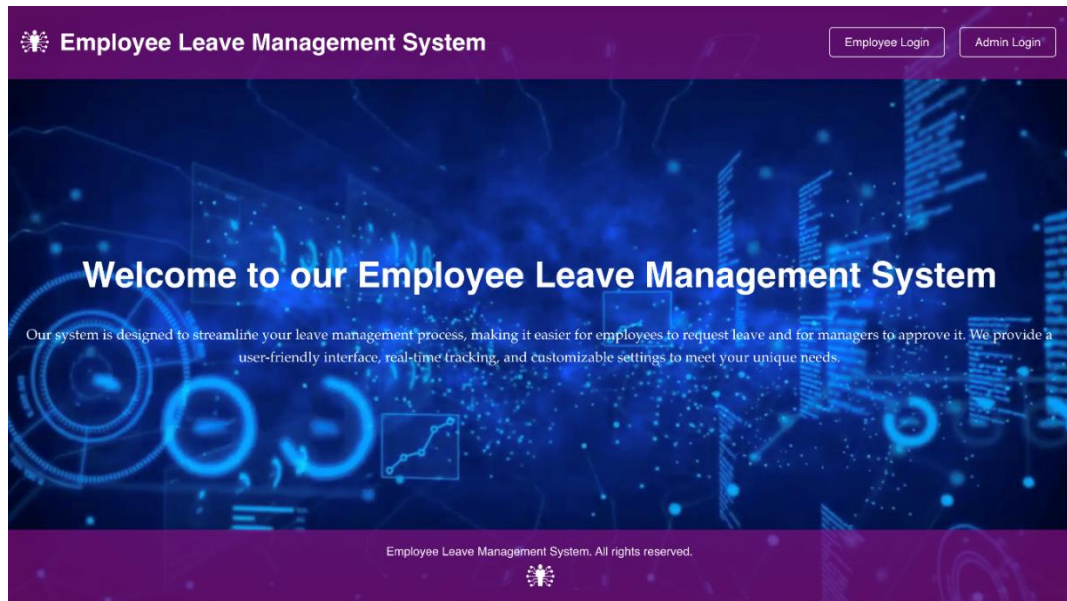 Employee Leave Management System
Employee Login
Admin Login
Welcome to our Employee Leave Management System
Our system is designed to streamline your leave management process, making it easier for employees to request leave and for managers to approve it. We provide a
user-friendly interface, real-time tracking, and customizable settings to meet your unique needs.
Employee Leave Management System. All rights reserved.